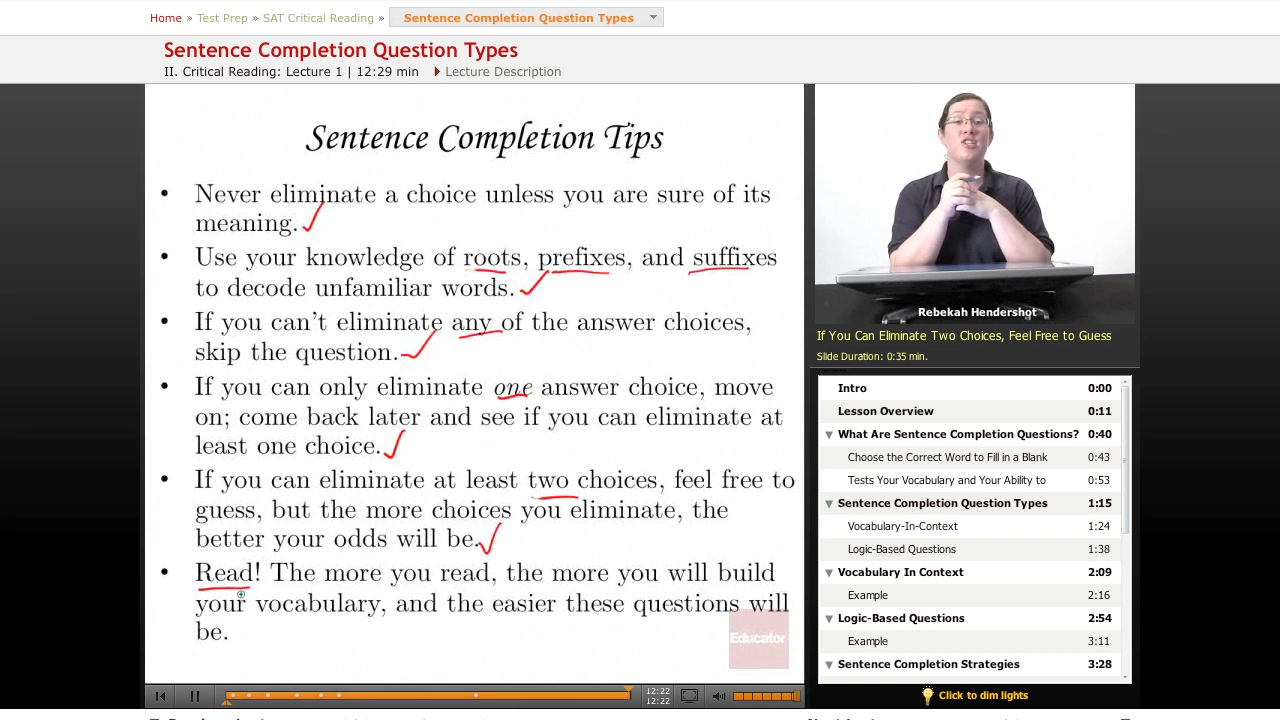 Home » Test Prep » SAT Critical Reading » Sentence Completion Question Types
Sentence Completion Question Types
II. Critical Reading: Lecture 1 | 12:29 min Lecture Description
Sentence Completion Tips
• Never eliminate a choice unless you are sure of its
meaning.
• Use your knowledge of roots, prefixes, and suffixes
to decode unfamiliar words.
• If you can't eliminate any of the answer choices,
skip the question.
• If you can only eliminate one answer choice, move
on; come back later and see if you can eliminate at
least one choice.
• If you can eliminate at least two choices, feel free to
guess, but the more choices you eliminate, the
better your odds will be.
• Read! The more you read, the more you will build
your vocabulary, and the easier these questions will
be.
Educator
12:22
12:22
Rebekah Hendershot
If You Can Eliminate Two Choices, Feel Free to Guess
Slide Duration: 0:35 min.
Intro 0:00
Lesson Overview 0:11
What Are Sentence Completion Questions? 0:40
Choose the Correct Word to Fill in a Blank 0:43
Tests Your Vocabulary and Your Ability to 0:53
Sentence Completion Question Types 1:15
Vocabulary-In-Context 1:24
Logic-Based Questions 1:38
Vocabulary In Context 2:09
Example 2:16
Logic-Based Questions 2:54
Example 3:11
Sentence Completion Strategies 3:28
Click to dim lights